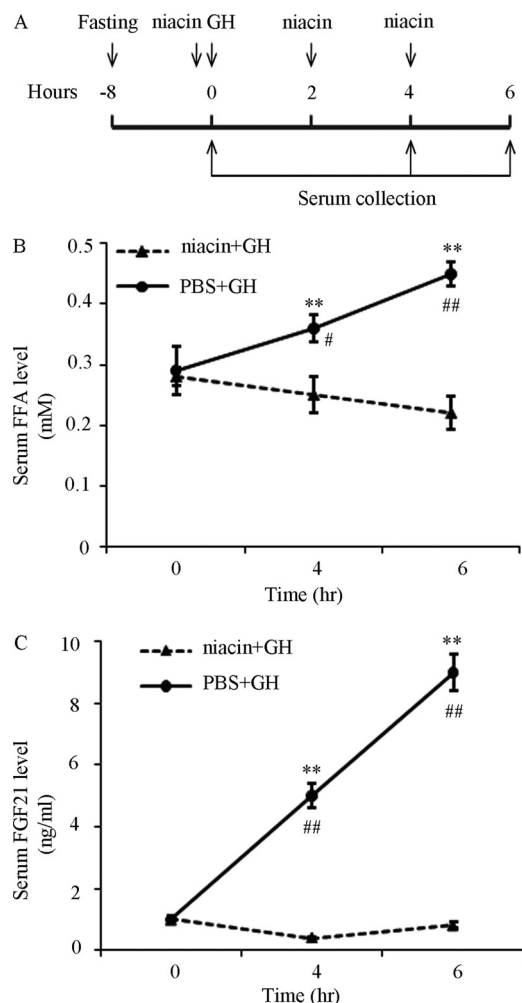 A
Fasting niacin GH niacin niacin
Hours -8 0 2 4 6
Serum collection
B
niacin+GH
PBS+GH
0.5
0.4
0.3
0.2
0.1
0
Serum FFA level
(mM)
**
#
**
##
0 4 6
Time (hr)
C
niacin+GH
PBS+GH
10
8
6
4
2
0
Serum FGF21 level
(ng/ml)
**
##
**
##
0 4 6
Time (hr)